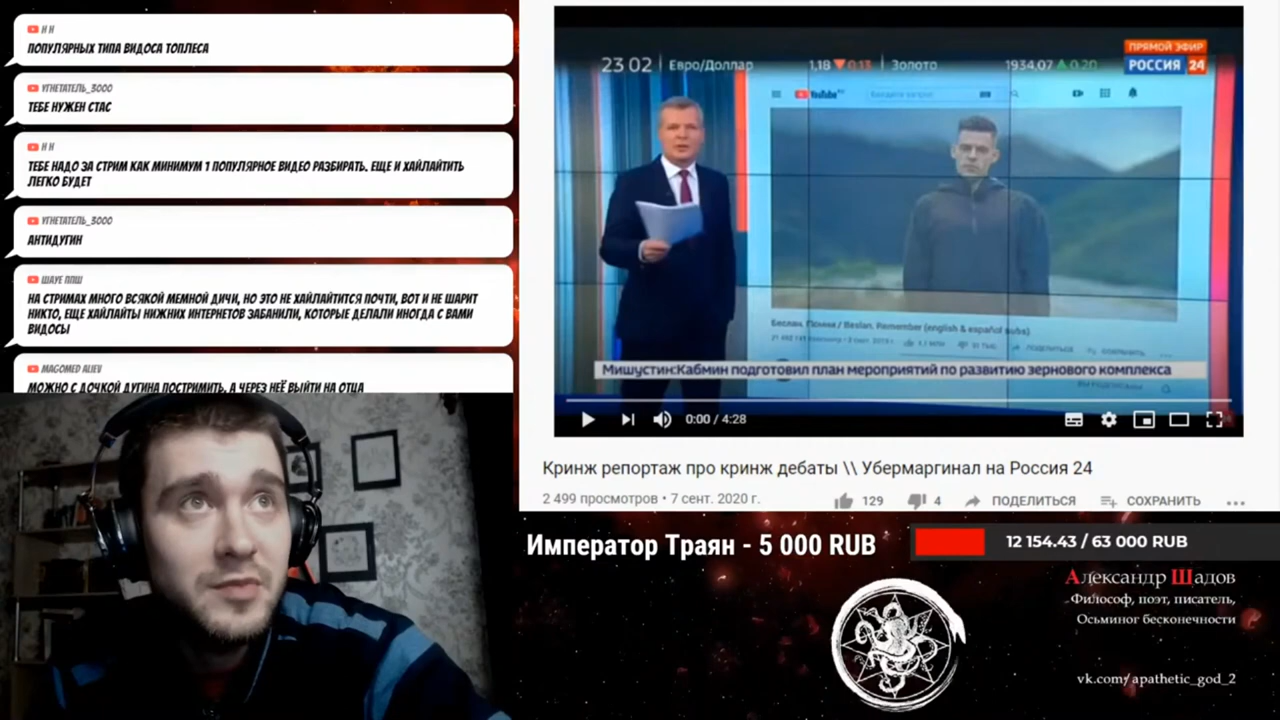 Н Н
ПОПУЛЯРНЫХ ТИПА ВИДОСА ТОПЛЕСА
УГНЕТАТЕЛЬ_3000
ТЕБЕ НУЖЕН СТАС
Н Н
ТЕБЕ НАДО ЗА СТРИМ КАК МИНИМУМ 1 ПОПУЛЯРНОЕ ВИДЕО РАЗБИРАТЬ. ЕЩЕ И ХАЙЛАЙТИТЬ
ЛЕГКО БУДЕТ
УГНЕТАТЕЛЬ_3000
АНТИДУГИН
ШАУЕ ППШ
НА СТРИМАХ МНОГО ВСЯКОЙ МЕМНОЙ ДИЧИ, НО ЭТО НЕ ХАЙЛАЙТИТСЯ ПОЧТИ, ВОТ И НЕ ШАРИТ
НИКТО, ЕЩЕ ХАЙЛАЙТЫ НИЖНИХ ИНТЕРНЕТОВ ЗАБАНИЛИ, КОТОРЫЕ ДЕЛАЛИ ИНОГДА С ВАМИ
ВИДОСЫ
MAGOMED ALIEV
МОЖНО С ДОЧКОЙ ДУГИНА ПОСТРИМИТЬ, А ЧЕРЕЗ НЕЁ ВЫЙТИ НА ОТЦА
ПРЯМОЙ ЭФИР
РОССИЯ 24
23 02 Евро/Доллар 1,18 0.13 Золото 1934,07 0.20
YouTube
Беслан. Помни / Beslan. Remember (english & español subs)
Мишустин:Кабмин подготовил план мероприятий по развитию зернового комплекса
0:00 / 4:28
Кринж репортаж про кринж дебаты \\ Убермаргинал на Россия 24
2 499 просмотров • 7 сент. 2020 г. 129 4 ПОДЕЛИТЬСЯ СОХРАНИТЬ
Император Траян - 5 000 RUB
12 154.43 / 63 000 RUB
Александр Шадов
Философ, поэт, писатель,
Осьминог бесконечности
vk.com/apathetic_god_2